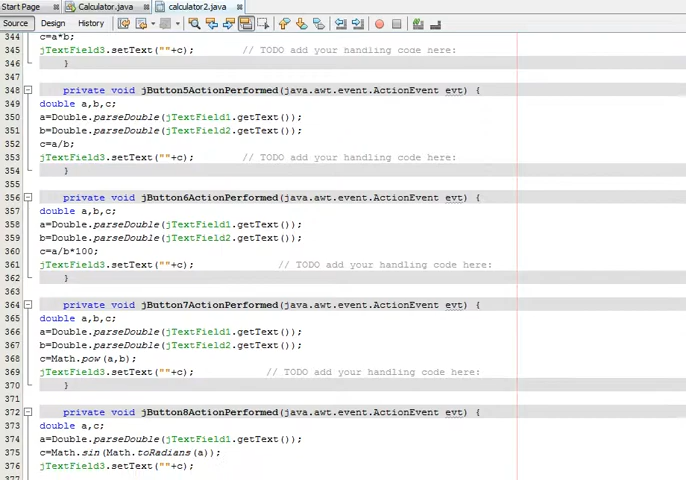 Start Page Calculator.java calculator2.java
Source Design History
344 c=a*b;
345 jTextField3.setText(""+c); // TODO add your handling code here:
346 }
347
348 private void jButton5ActionPerformed(java.awt.event.ActionEvent evt) {
349 double a,b,c;
350 a=Double.parseDouble(jTextField1.getText());
351 b=Double.parseDouble(jTextField2.getText());
352 c=a/b;
353 jTextField3.setText(""+c); // TODO add your handling code here:
354 }
355
356 private void jButton6ActionPerformed(java.awt.event.ActionEvent evt) {
357 double a,b,c;
358 a=Double.parseDouble(jTextField1.getText());
359 b=Double.parseDouble(jTextField2.getText());
360 c=a/b*100;
361 jTextField3.setText(""+c); // TODO add your handling code here:
362 }
363
364 private void jButton7ActionPerformed(java.awt.event.ActionEvent evt) {
365 double a,b,c;
366 a=Double.parseDouble(jTextField1.getText());
367 b=Double.parseDouble(jTextField2.getText());
368 c=Math.pow(a,b);
369 jTextField3.setText(""+c); // TODO add your handling code here:
370 }
371
372 private void jButton8ActionPerformed(java.awt.event.ActionEvent evt) {
373 double a,c;
374 a=Double.parseDouble(jTextField1.getText());
375 c=Math.sin(Math.toRadians(a));
376 jTextField3.setText(""+c);
377